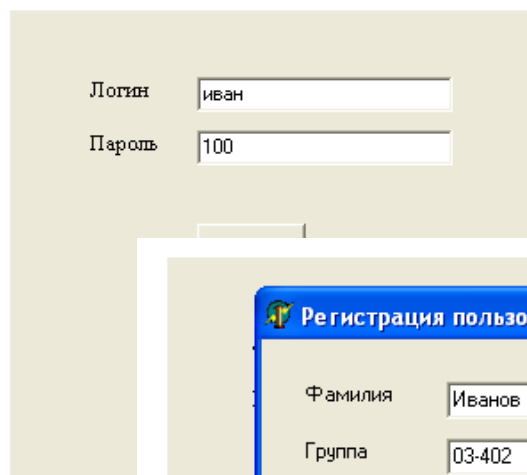 Логин иван
Пароль 100
Регистрация пользо
Фамилия Иванов
Группа 03-402